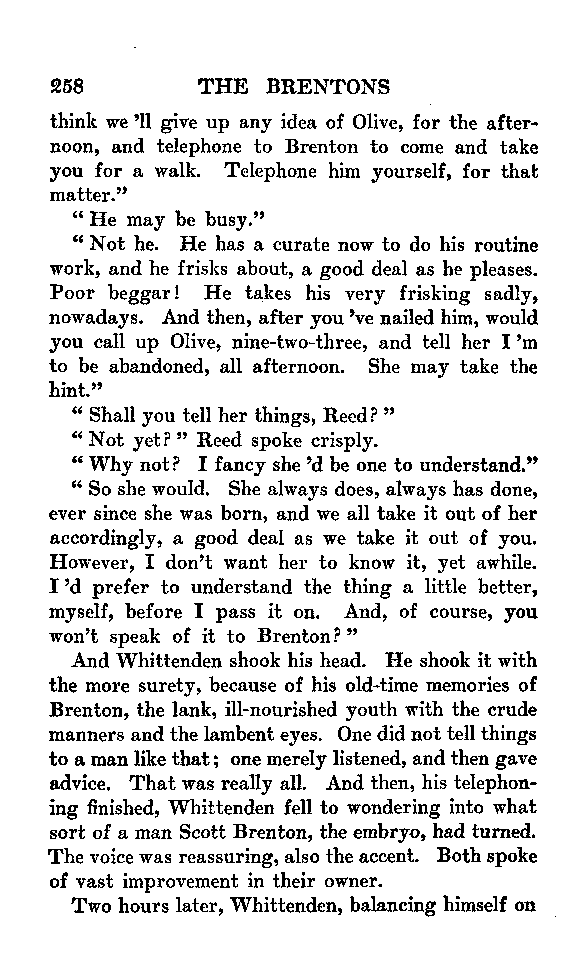 258 THE BRENTONS
think we 'll give up any idea of Olive, for the after-
noon, and telephone to Brenton to come and take
you for a walk. Telephone him yourself, for that
matter."
"He may be busy."
"Not he. He has a curate now to do his routine
work, and he frisks about, a good deal as he pleases.
Poor beggar! He takes his very frisking sadly,
nowadays. And then, after you 've nailed him, would
you call up Olive, nine-two-three, and tell her I 'm
to be abandoned, all afternoon. She may take the
hint."
"Shall you tell her things, Reed?"
"Not yet?" Reed spoke crisply.
"Why not? I fancy she 'd be one to understand."
"So she would. She always does, always has done,
ever since she was born, and we all take it out of her
accordingly, a good deal as we take it out of you.
However, I don't want her to know it, yet awhile.
I 'd prefer to understand the thing a little better,
myself, before I pass it on. And, of course, you
won't speak of it to Brenton?"
And Whittenden shook his head. He shook it with
the more surety, because of his old-time memories of
Brenton, the lank, ill-nourished youth with the crude
manners and the lambent eyes. One did not tell things
to a man like that; one merely listened, and then gave
advice. That was really all. And then, his telephon-
ing finished, Whittenden fell to wondering into what
sort of a man Scott Brenton, the embryo, had turned.
The voice was reassuring, also the accent. Both spoke
of vast improvement in their owner.
Two hours later, Whittenden, balancing himself on